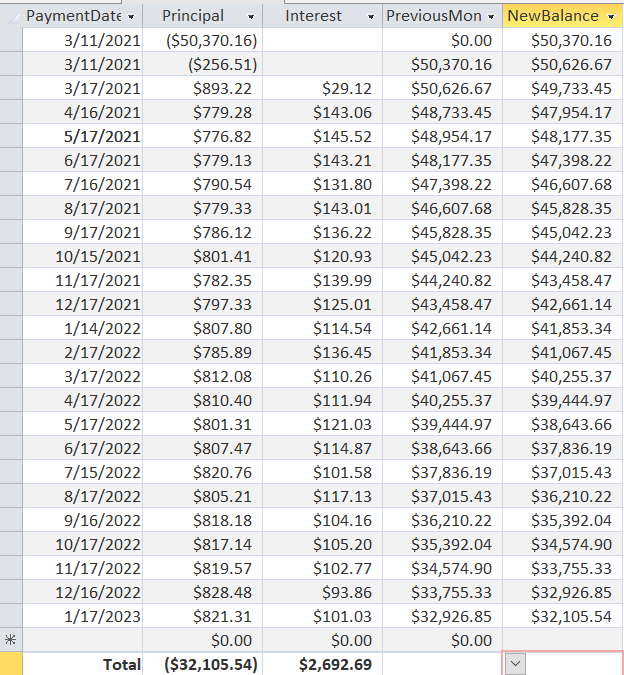 PaymentDate Principal Interest PreviousMon NewBalance
3/11/2021 ($50,370.16) $0.00 $50,370.16
3/11/2021 ($256.51) $50,370.16 $50,626.67
3/17/2021 $893.22 $29.12 $50,626.67 $49,733.45
4/16/2021 $779.28 $143.06 $48,733.45 $47,954.17
5/17/2021 $776.82 $145.52 $48,954.17 $48,177.35
6/17/2021 $779.13 $143.21 $48,177.35 $47,398.22
7/16/2021 $790.54 $131.80 $47,398.22 $46,607.68
8/17/2021 $779.33 $143.01 $46,607.68 $45,828.35
9/17/2021 $786.12 $136.22 $45,828.35 $45,042.23
10/15/2021 $801.41 $120.93 $45,042.23 $44,240.82
11/17/2021 $782.35 $139.99 $44,240.82 $43,458.47
12/17/2021 $797.33 $125.01 $43,458.47 $42,661.14
1/14/2022 $807.80 $114.54 $42,661.14 $41,853.34
2/17/2022 $785.89 $136.45 $41,853.34 $41,067.45
3/17/2022 $812.08 $110.26 $41,067.45 $40,255.37
4/17/2022 $810.40 $111.94 $40,255.37 $39,444.97
5/17/2022 $801.31 $121.03 $39,444.97 $38,643.66
6/17/2022 $807.47 $114.87 $38,643.66 $37,836.19
7/15/2022 $820.76 $101.58 $37,836.19 $37,015.43
8/17/2022 $805.21 $117.13 $37,015.43 $36,210.22
9/16/2022 $818.18 $104.16 $36,210.22 $35,392.04
10/17/2022 $817.14 $105.20 $35,392.04 $34,574.90
11/17/2022 $819.57 $102.77 $34,574.90 $33,755.33
12/16/2022 $828.48 $93.86 $33,755.33 $32,926.85
1/17/2023 $821.31 $101.03 $32,926.85 $32,105.54
$0.00 $0.00 $0.00
Total ($32,105.54) $2,692.69